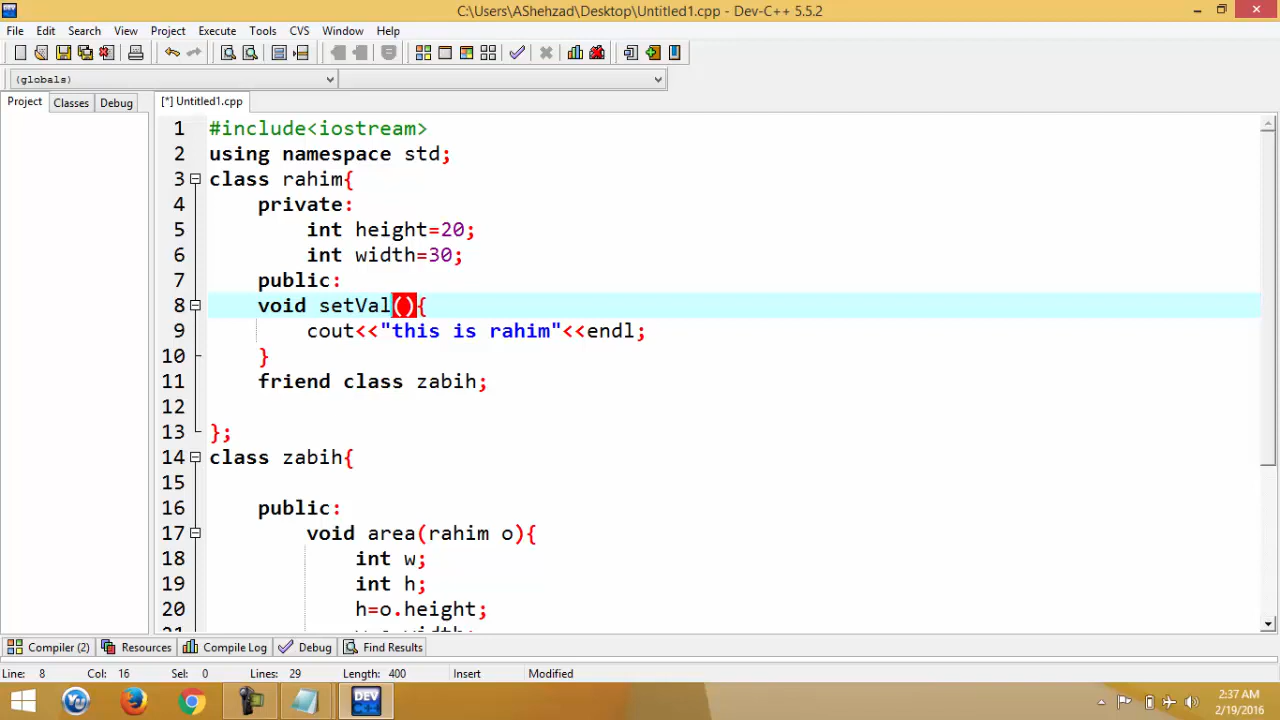 C:\Users\AShehzad\Desktop\Untitled1.cpp - Dev-C++ 5.5.2
File Edit Search View Project Execute Tools CVS Window Help
(globals)
Project Classes Debug [*] Untitled1.cpp
1 #include<iostream>
2 using namespace std;
3 class rahim{
4 private:
5 int height=20;
6 int width=30;
7 public:
8 void setVal(){
9 cout<<"this is rahim"<<endl;
10 }
11 friend class zabih;
12
13 };
14 class zabih{
15
16 public:
17 void area(rahim o){
18 int w;
19 int h;
20 h=o.height;
Compiler (2) Resources Compile Log Debug Find Results
Line: 8 Col: 16 Sel: 0 Lines: 29 Length: 400 Insert Modified
DEV
2:37 AM
2/19/2016